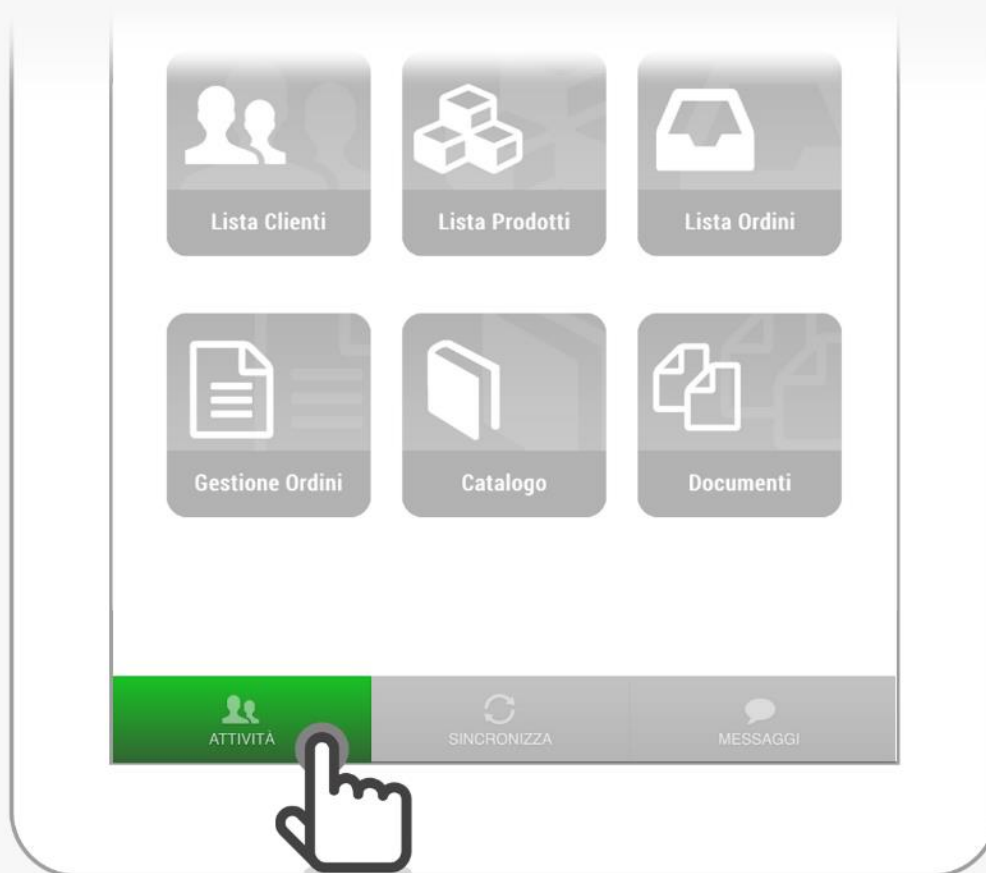 Lista Clienti
Lista Prodotti
Lista Ordini
Gestione Ordini
Catalogo
Documenti
ATTIVITÀ
SINCRONIZZA
MESSAGGI